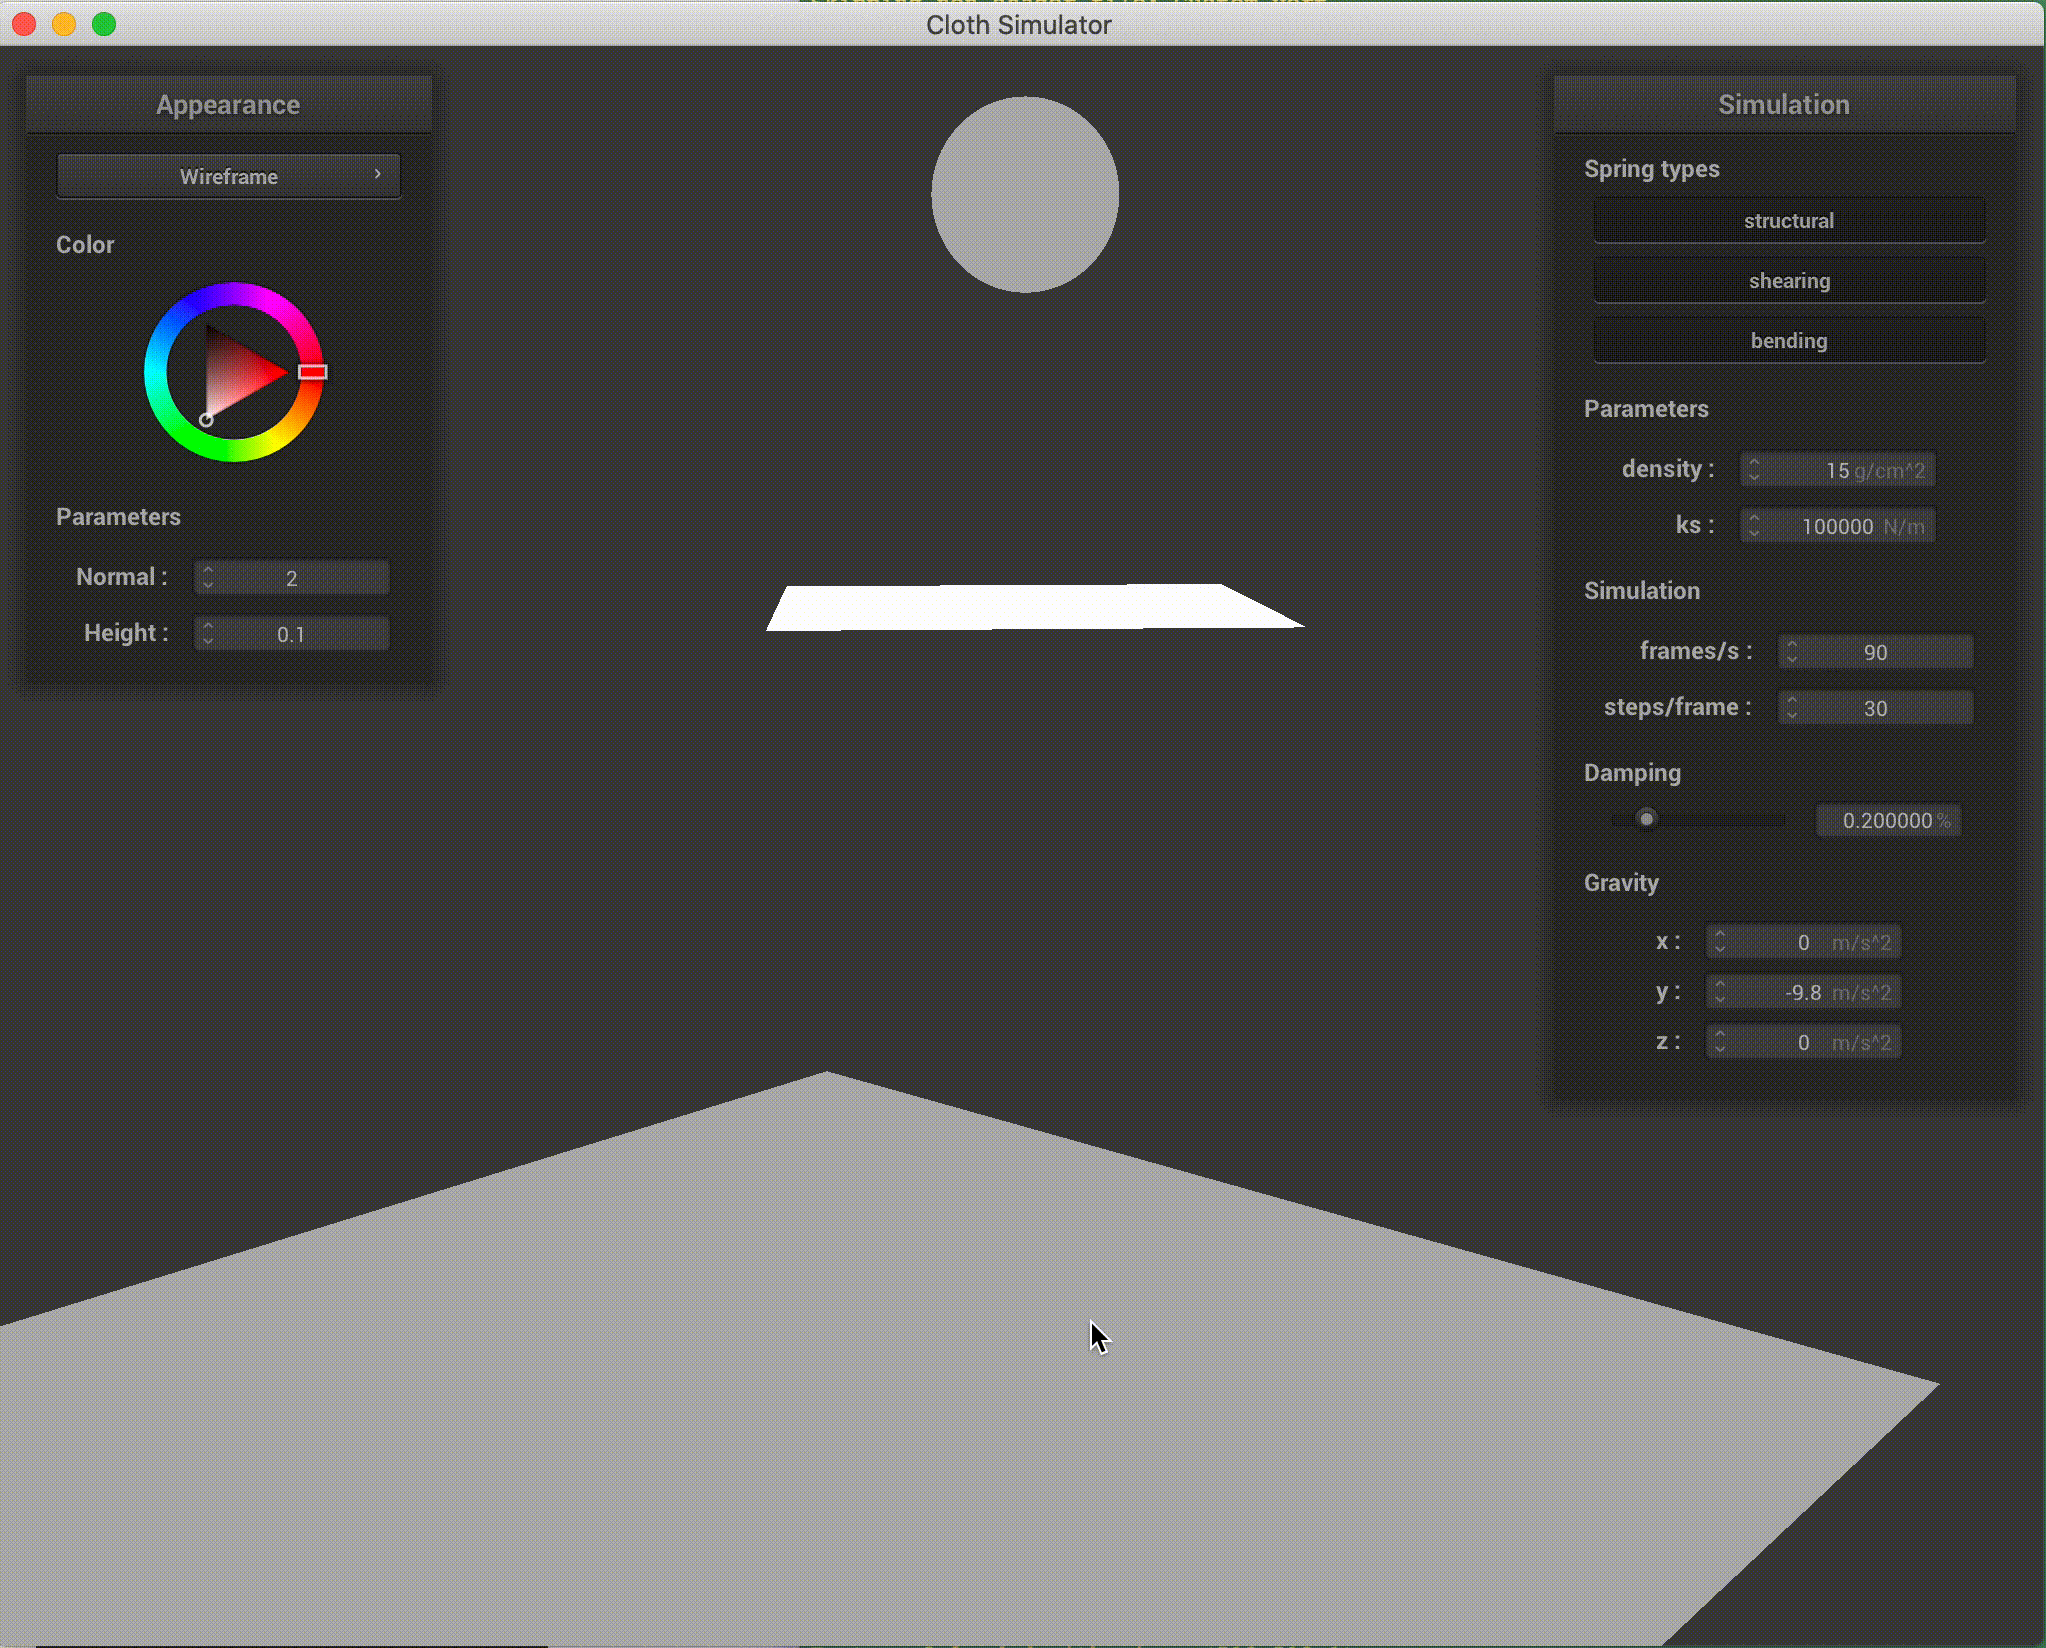 Cloth Simulator
Appearance
Wireframe
Color
Parameters
Normal : 2
Height : 0.1
Simulation
Spring types
structural
shearing
bending
Parameters
density : 15 g/cm^2
ks : 100000 N/m
Simulation
frames/s : 90
steps/frame : 30
Damping
0.200000 %
Gravity
x : 0 m/s^2
y : -9.8 m/s^2
z : 0 m/s^2